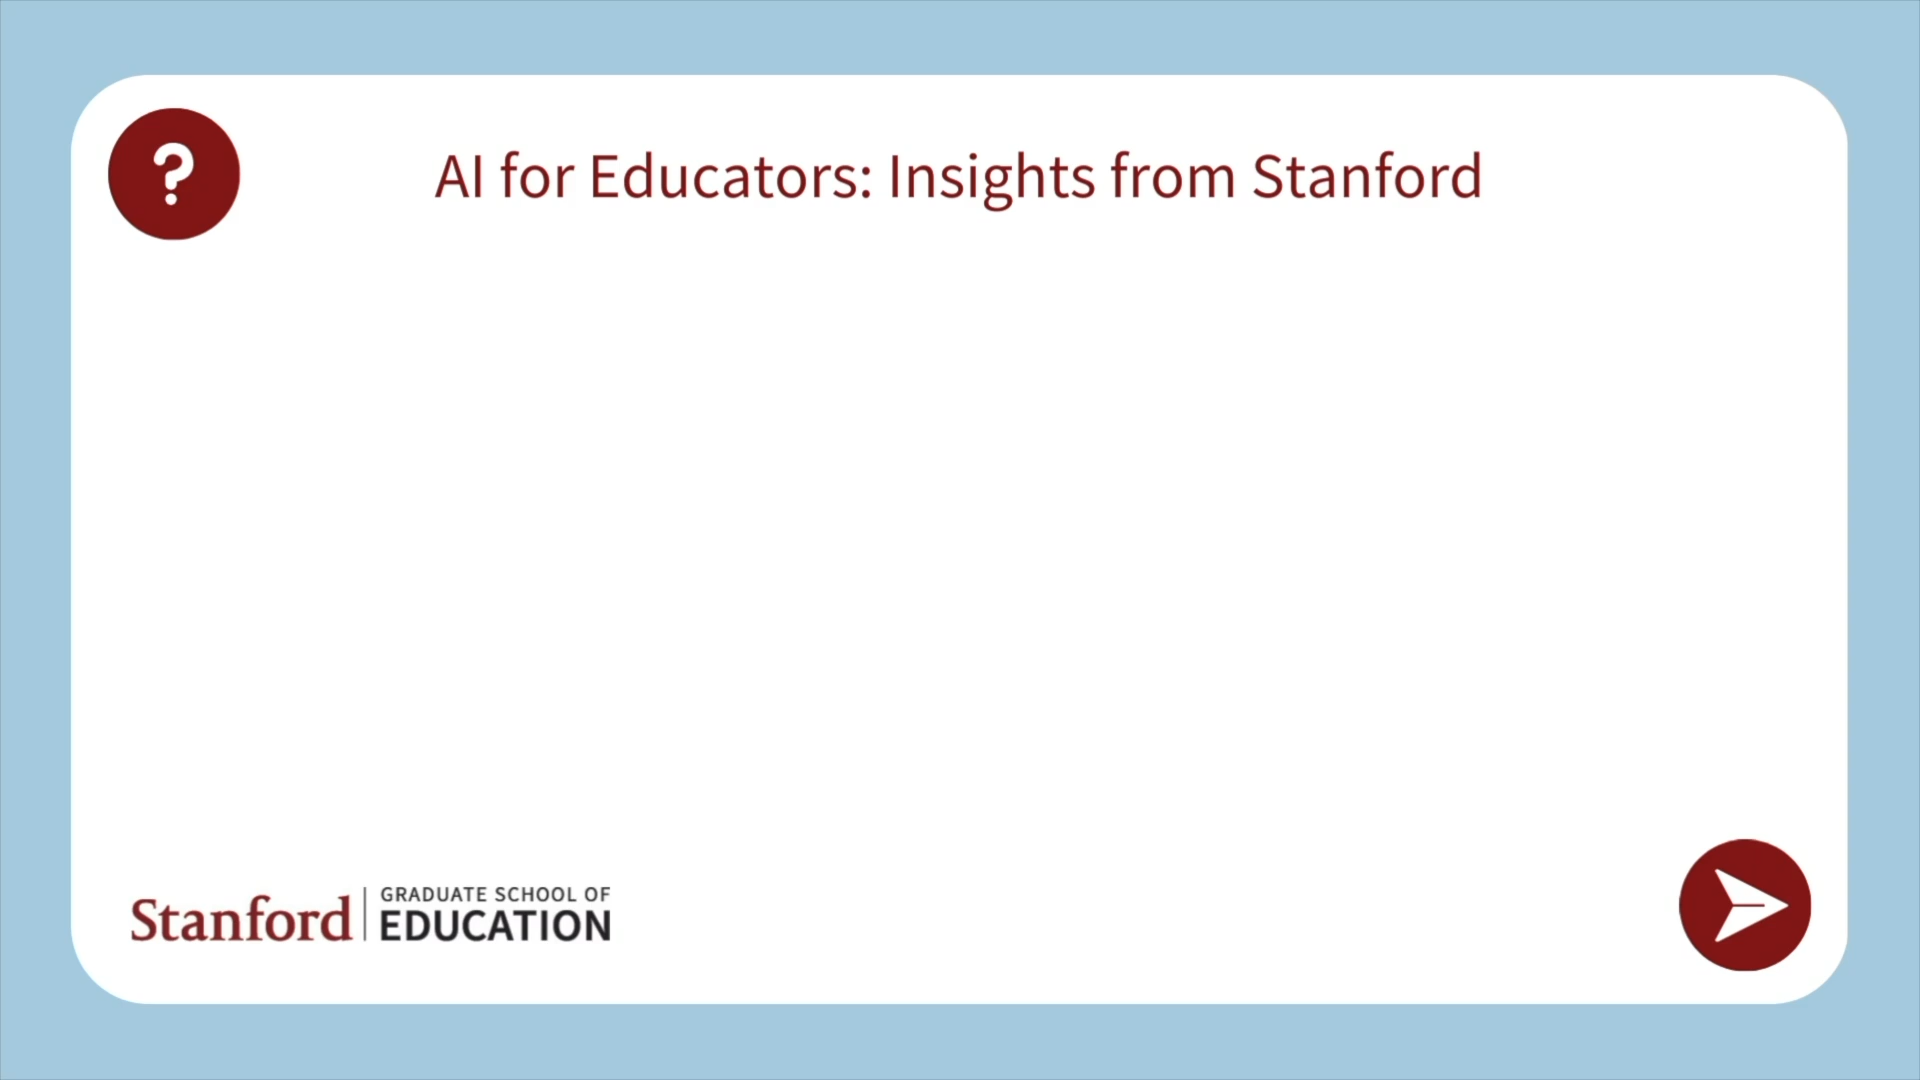 ?
AI for Educators: Insights from Stanford
Stanford
GRADUATE SCHOOL OF
EDUCATION